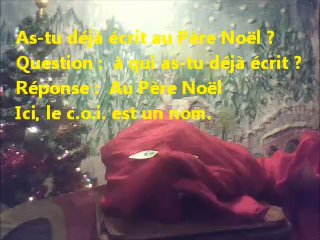 As-tu déjà écrit au Père Noël ?
Question : à qui as-tu déjà écrit ?
Réponse : Au Père Noël
Ici, le c.o.i. est un nom.